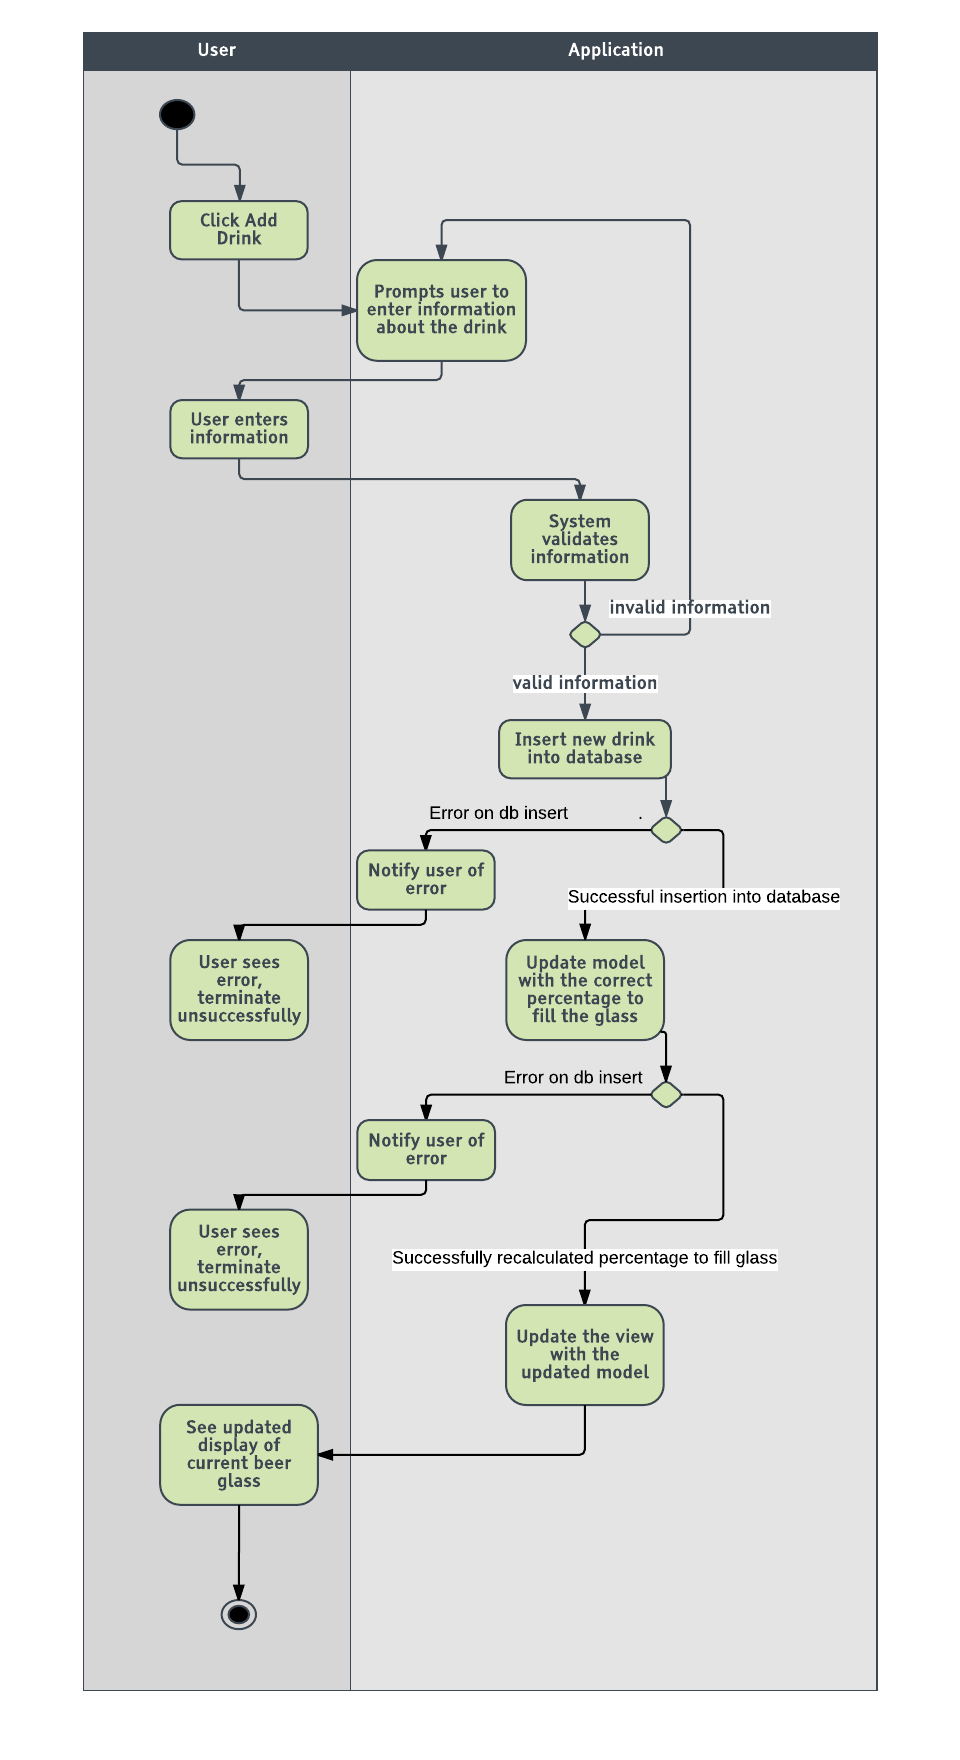 User
Application
Click Add
Drink
Prompts user to
enter information
about the drink
User enters
information
System
validates
information
invalid information
valid information
Insert new drink
into database
Error on db insert
.
Notify user of
error
Successful insertion into database
User sees
error,
terminate
unsuccessfully
Update model
with the correct
percentage to
fill the glass
Error on db insert
Notify user of
error
User sees
error,
terminate
unsuccessfully
Successfully recalculated percentage to fill glass
Update the view
with the
updated model
See updated
display of
current beer
glass